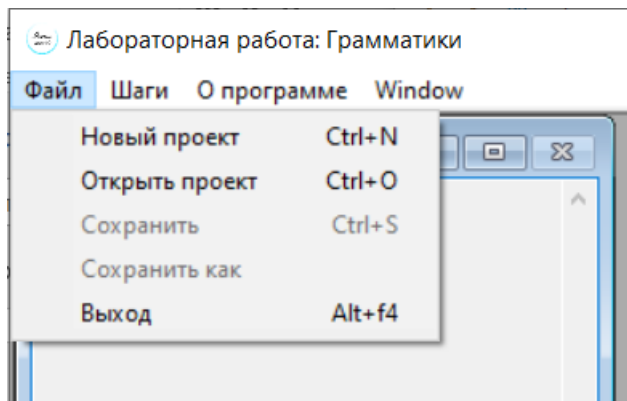 Лабораторная работа: Грамматики
Файл Шаги О программе Window
Новый проект Ctrl+N
Открыть проект Ctrl+O
Сохранить Ctrl+S
Сохранить как
Выход Alt+f4